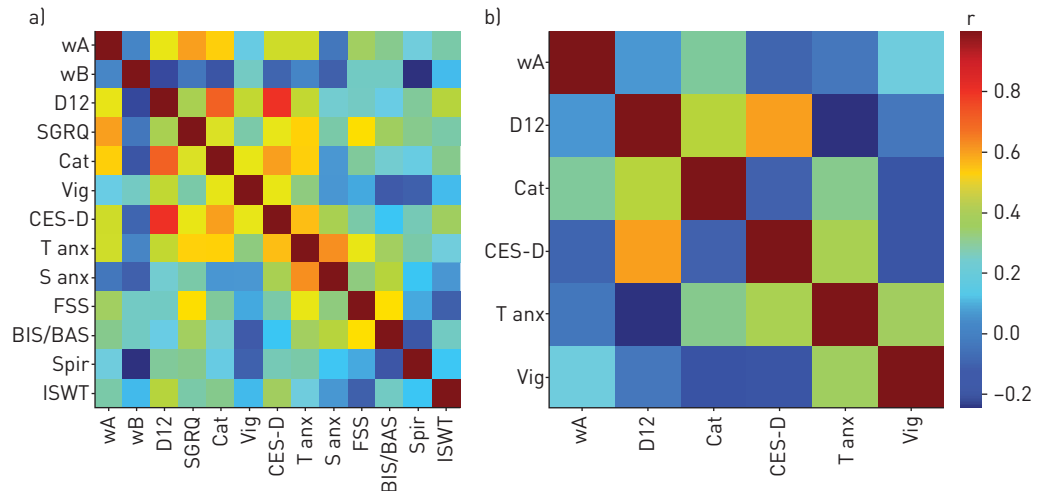 a)
wA
wB
D12
SGRQ
Cat
Vig
CES-D
T anx
S anx
FSS
BIS/BAS
Spir
ISWT
wA
wB
D12
SGRQ
Cat
Vig
CES-D
T anx
S anx
FSS
BIS/BAS
Spir
ISWT
b)
wA
D12
Cat
CES-D
T anx
Vig
wA
D12
Cat
CES-D
T anx
Vig
r
0.8
0.6
0.4
0.2
0.0
−0.2